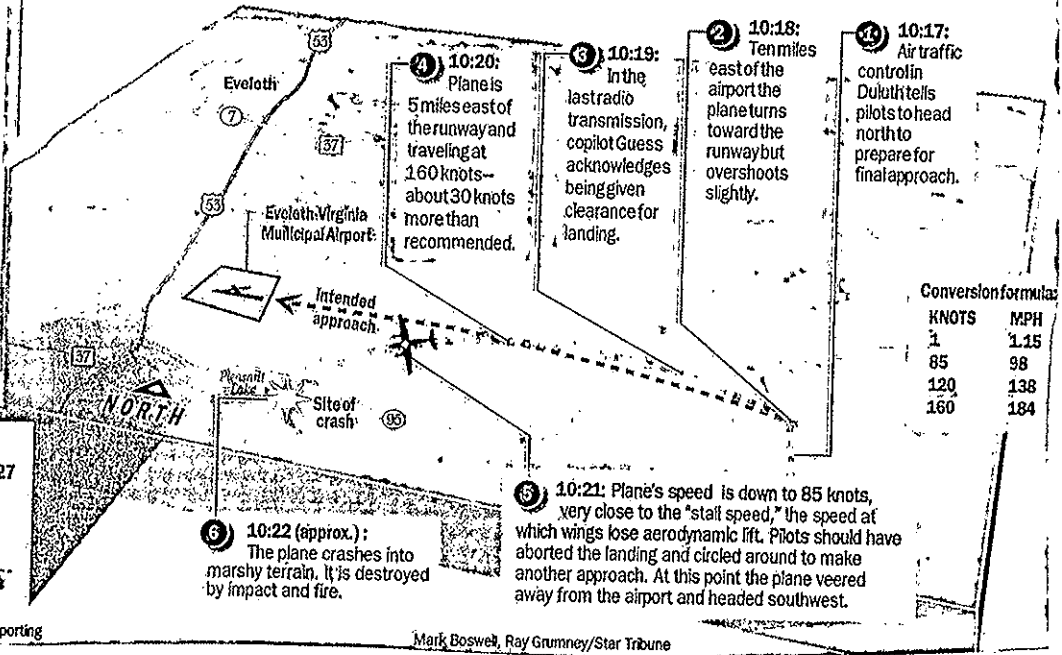 53
Eveleth
7
37
53
Eveleth-Virginia
Municipal Airport
4 10:20:
Plane is
5 miles east of
the runway and
traveling at
160 knots—
about 30 knots
more than
recommended.
3 10:19:
In the
last radio
transmission,
copilot Guess
acknowledges
being given
clearance for
landing.
2 10:18:
Ten miles
east of the
airport the
plane turns
toward the
runway but
overshoots
slightly.
1 10:17:
Air traffic
control in
Duluth tells
pilots to head
north to
prepare for
final approach.
Intended
approach
Conversion formula:
KNOTS MPH
1 1.15
85 98
120 138
160 184
37
NORTH
Pleasant
Lake
Site of
crash
95
27
5 10:21: Plane's speed is down to 85 knots,
very close to the "stall speed," the speed at
which wings lose aerodynamic lift. Pilots should have
aborted the landing and circled around to make
another approach. At this point the plane veered
away from the airport and headed southwest.
6 10:22 (approx.):
The plane crashes into
marshy terrain. It is destroyed
by impact and fire.
porting
Mark Boswell, Ray Grumney/Star Tribune